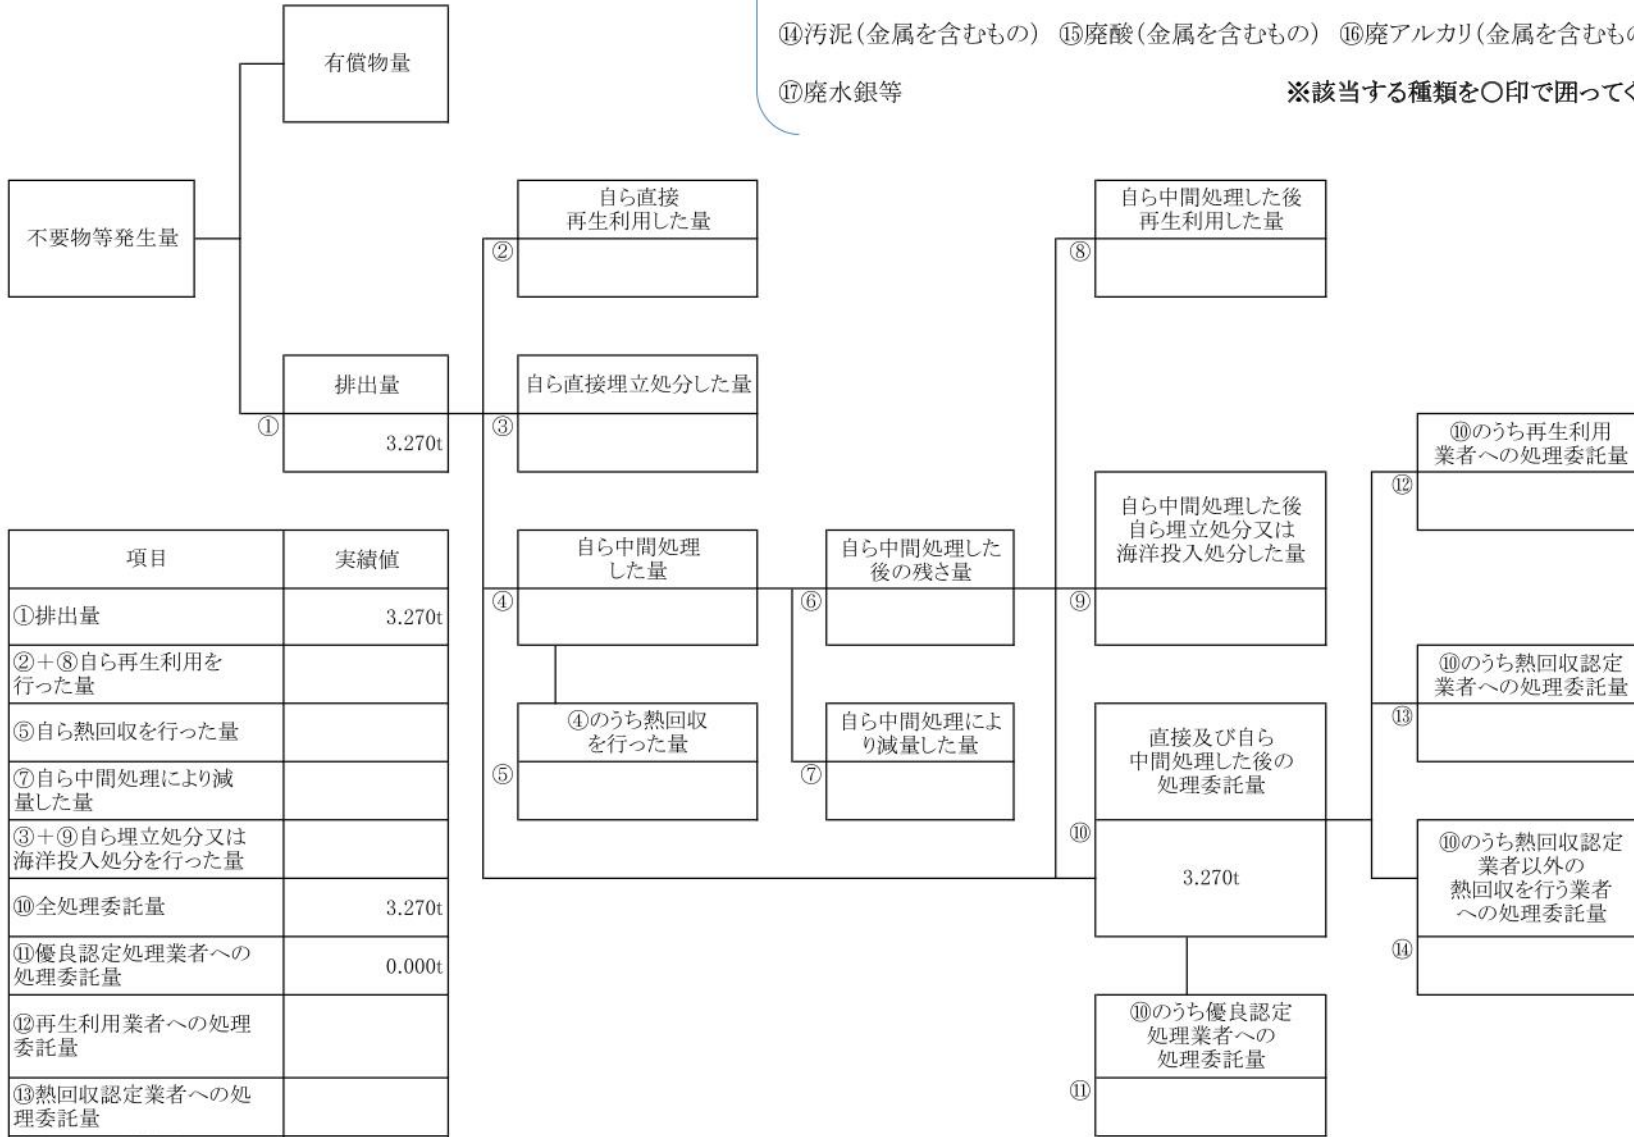 ⑭汚泥(金属を含むもの) ⑮廃酸(金属を含むもの) ⑯廃アルカリ(金属を含むもの
⑰廃水銀等
※該当する種類を〇印で囲ってく
有償物量
不要物等発生量
自ら直接
再生利用した量
②
自ら中間処理した後
再生利用した量
⑧
排出量
①
3.270t
自ら直接埋立処分した量
③
⑩のうち再生利用
業者への処理委託量
⑫
自ら中間処理
した量
④
自ら中間処理した
後の残さ量
⑥
自ら中間処理した後
自ら埋立処分又は
海洋投入処分した量
⑨
⑩のうち熱回収認定
業者への処理委託量
⑬
④のうち熱回収
を行った量
⑤
自ら中間処理によ
り減量した量
⑦
直接及び自ら
中間処理した後の
処理委託量
⑩
3.270t
⑩のうち熱回収認定
業者以外の
熱回収を行う業者
への処理委託量
⑭
⑩のうち優良認定
処理業者への
処理委託量
⑪
項目 実績値
①排出量 3.270t
②+⑧自ら再生利用を
行った量
⑤自ら熱回収を行った量
⑦自ら中間処理により減
量した量
③+⑨自ら埋立処分又は
海洋投入処分を行った量
⑩全処理委託量 3.270t
⑪優良認定処理業者への
処理委託量 0.000t
⑫再生利用業者への処理
委託量
⑬熱回収認定業者への処
理委託量